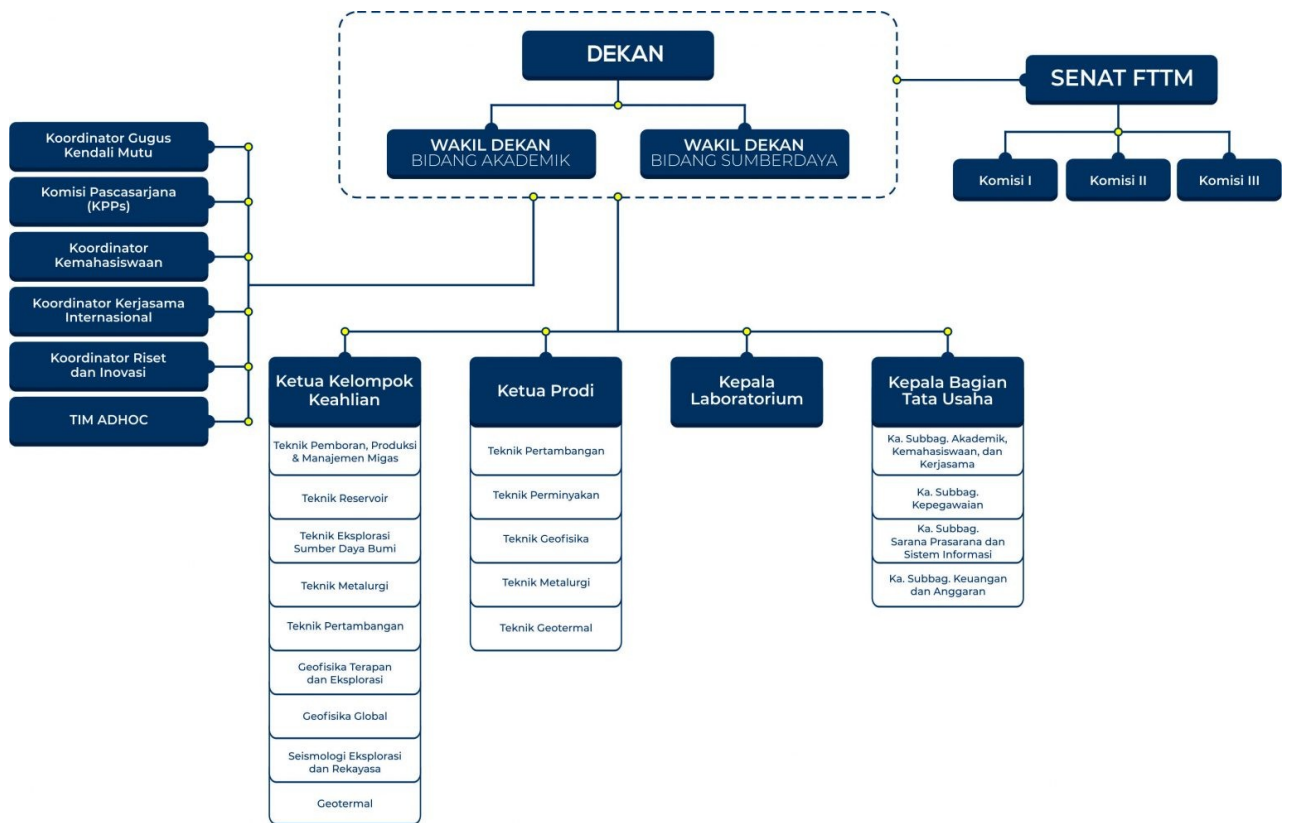 DEKAN
WAKIL DEKAN
BIDANG AKADEMIK
WAKIL DEKAN
BIDANG SUMBERDAYA
SENAT FTTM
Komisi I
Komisi II
Komisi III
Koordinator Gugus
Kendali Mutu
Komisi Pascasarjana
(KPPs)
Koordinator
Kemahasiswaan
Koordinator Kerjasama
Internasional
Koordinator Riset
dan Inovasi
TIM ADHOC
Ketua Kelompok
Keahlian
Teknik Pemboran, Produksi
& Manajemen Migas
Teknik Reservoir
Teknik Eksplorasi
Sumber Daya Bumi
Teknik Metalurgi
Teknik Pertambangan
Geofisika Terapan
dan Eksplorasi
Geofisika Global
Seismologi Eksplorasi
dan Rekayasa
Geotermal
Ketua Prodi
Teknik Pertambangan
Teknik Perminyakan
Teknik Geofisika
Teknik Metalurgi
Teknik Geotermal
Kepala
Laboratorium
Kepala Bagian
Tata Usaha
Ka. Subbag. Akademik,
Kemahasiswaan, dan
Kerjasama
Ka. Subbag.
Kepegawaian
Ka. Subbag.
Sarana Prasarana dan
Sistem Informasi
Ka. Subbag. Keuangan
dan Anggaran